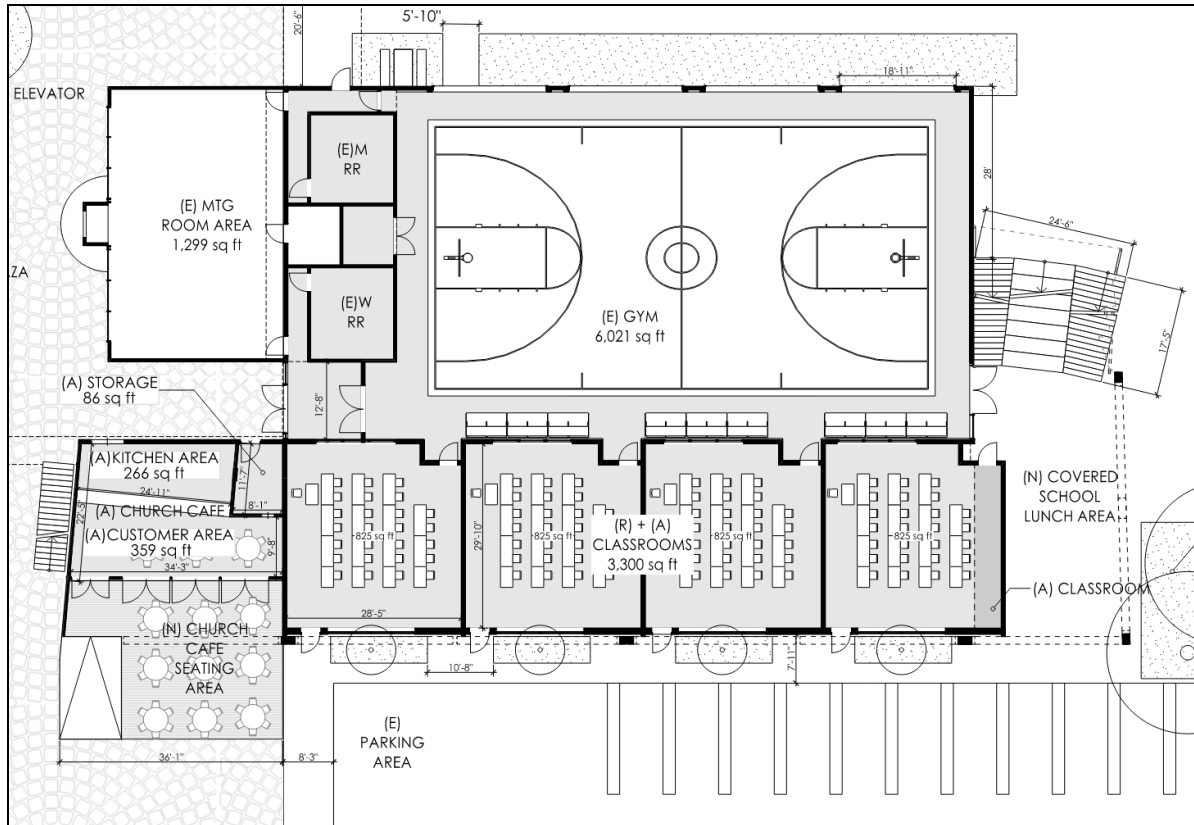 20'-6"
5'-10"
18'-11"
ELEVATOR
(E)M
RR
(E) MTG
ROOM AREA
1,299 sq ft
28'
24'-6"
ZA
(E)W
RR
(E) GYM
6,021 sq ft
17'-5"
(A) STORAGE
86 sq ft
12'-8"
(A)KITCHEN AREA
266 sq ft
24'-11"
11'-7"
8'-1"
22'-5"
(A) CHURCH CAFE
(A)CUSTOMER AREA
359 sq ft
9'-8"
34'-3"
825 sq ft
29'-10"
825 sq ft
(R) + (A)
CLASSROOMS
3,300 sq ft
825 sq ft
825 sq ft
(N) COVERED
SCHOOL
LUNCH AREA
(A) CLASSROOM
28'-5"
(N) CHURCH
CAFE
SEATING
AREA
10'-8"
7'-11"
(E)
PARKING
AREA
36'-1"
8'-3"